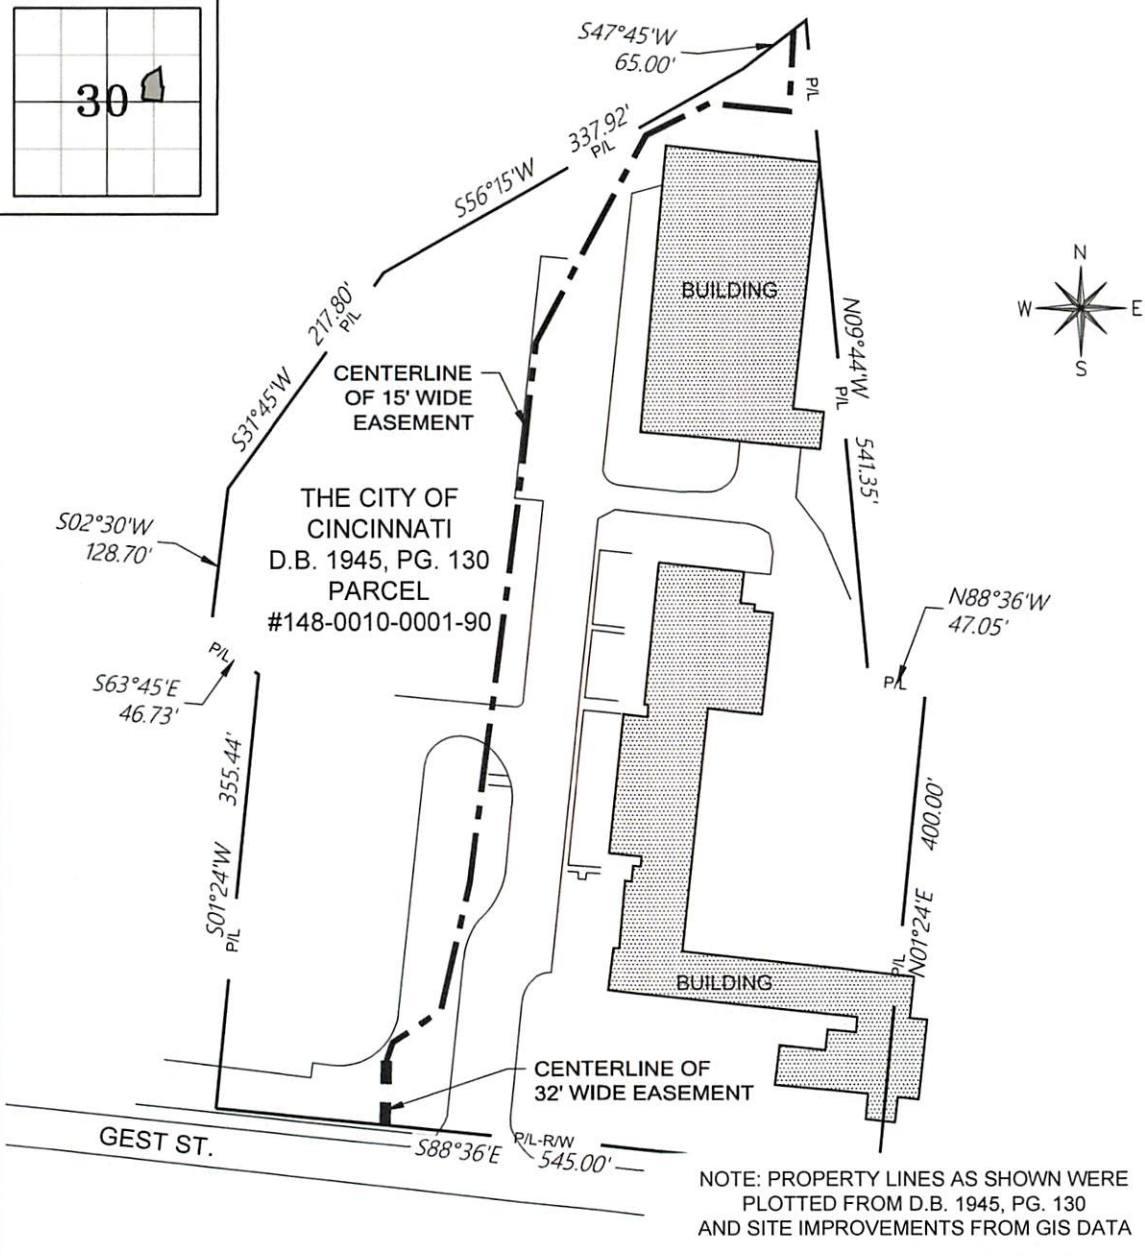 30
S47°45'W
65.00'
P/L
337.92'
P/L
S56°15'W
BUILDING
N
W E
S
217.80'
P/L
N09°44'W
P/L
541.35'
CENTERLINE
OF 15' WIDE
EASEMENT
S31°45'W
THE CITY OF
CINCINNATI
D.B. 1945, PG. 130
PARCEL
#148-0010-0001-90
S02°30'W
128.70'
N88°36'W
47.05'
P/L
P/L
S63°45'E
46.73'
355.44'
S01°24'W
P/L
400.00'
N01°24'E
P/L
BUILDING
CENTERLINE OF
32' WIDE EASEMENT
GEST ST.
S88°36'E
P/L-R/W
545.00'
NOTE: PROPERTY LINES AS SHOWN WERE
PLOTTED FROM D.B. 1945, PG. 130
AND SITE IMPROVEMENTS FROM GIS DATA